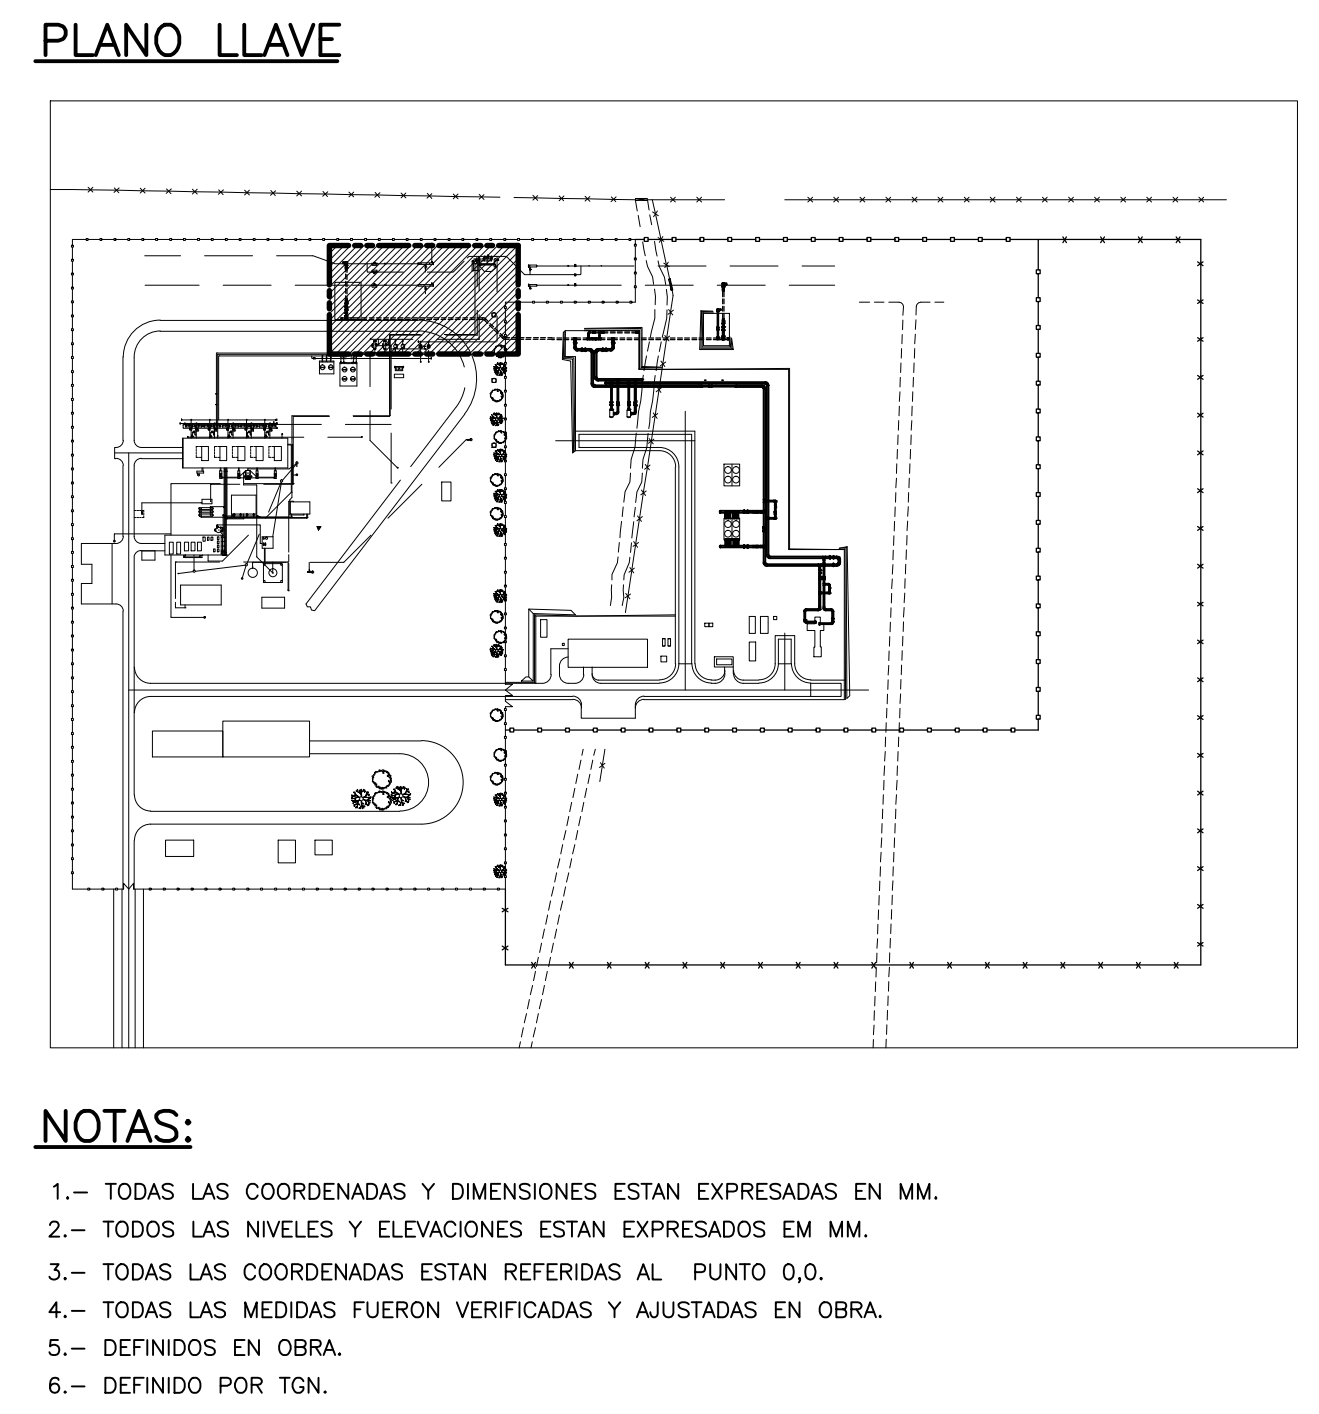 PLANO LLAVE
NOTAS:
1.– TODAS LAS COORDENADAS Y DIMENSIONES ESTAN EXPRESADAS EN MM.
2.– TODOS LAS NIVELES Y ELEVACIONES ESTAN EXPRESADOS EM MM.
3.– TODAS LAS COORDENADAS ESTAN REFERIDAS AL PUNTO 0,0.
4.– TODAS LAS MEDIDAS FUERON VERIFICADAS Y AJUSTADAS EN OBRA.
5.– DEFINIDOS EN OBRA.
6.– DEFINIDO POR TGN.